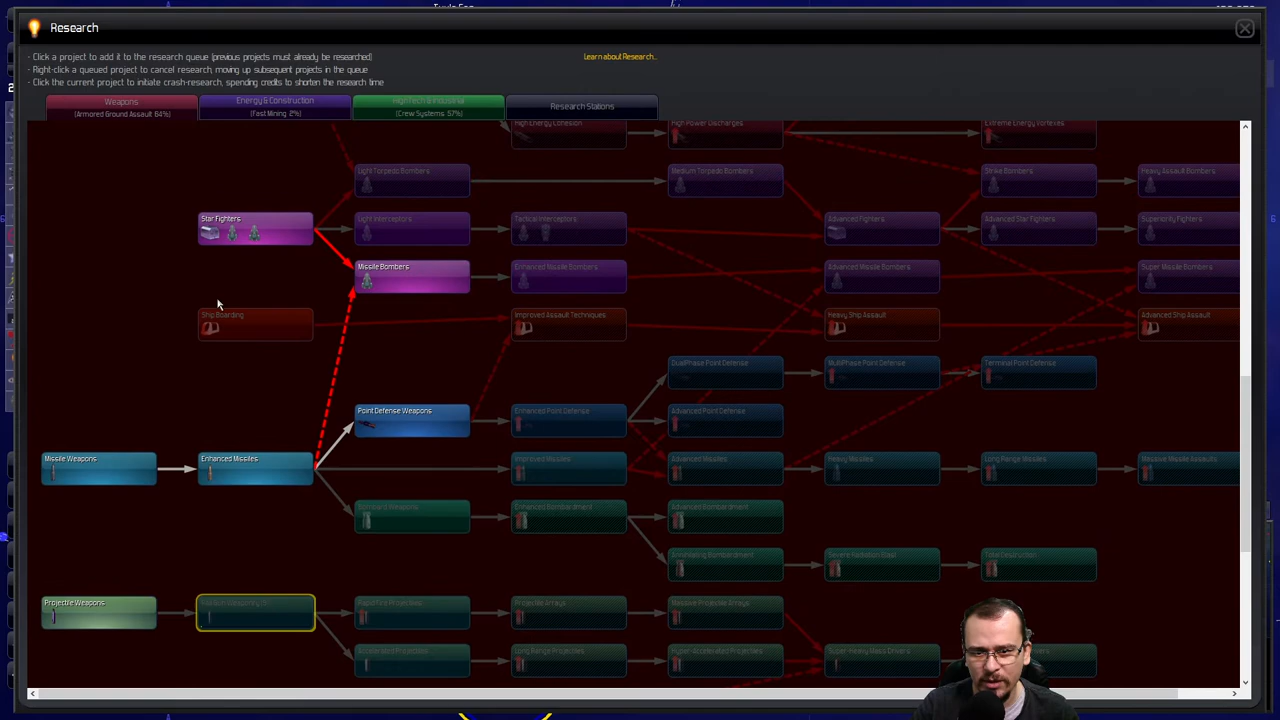 Research
- Click a project to add it to the research queue (previous projects must already be researched)
- Right-click a queued project to cancel research, moving up subsequent projects in the queue
- Click the current project to initiate crash-research, spending credits to shorten the research time
Learn about Research...
Weapons
(Armored Ground Assault 64%)
Energy & Construction
(Fast Mining 2%)
HighTech & Industrial
(Crew Systems 57%)
Research Stations
High Energy Cohesion
High Power Discharges
Extreme Energy Vortexes
Light Torpedo Bombers
Medium Torpedo Bombers
Strike Bombers
Heavy Assault Bombers
Star Fighters
Light Interceptors
Tactical Interceptors
Advanced Fighters
Advanced Star Fighters
Superiority Fighters
Missile Bombers
Enhanced Missile Bombers
Advanced Missile Bombers
Super Missile Bombers
Ship Boarding
Improved Assault Techniques
Heavy Ship Assault
Advanced Ship Assault
DualPhase Point Defense
MultiPhase Point Defense
Terminal Point Defense
Point Defense Weapons
Enhanced Point Defense
Advanced Point Defense
Missile Weapons
Enhanced Missiles
Improved Missiles
Advanced Missiles
Heavy Missiles
Long Range Missiles
Massive Missile Assaults
Bombard Weapons
Enhanced Bombardment
Advanced Bombardment
Annihilating Bombardment
Severe Radiation Blast
Total Destruction
Projectile Weapons
Rapid Fire Projectiles
Projectile Arrays
Massive Projectile Arrays
Accelerated Projectiles
Long Range Projectiles
Hyper-Accelerated Projectiles
Super-Heavy Mass Drivers